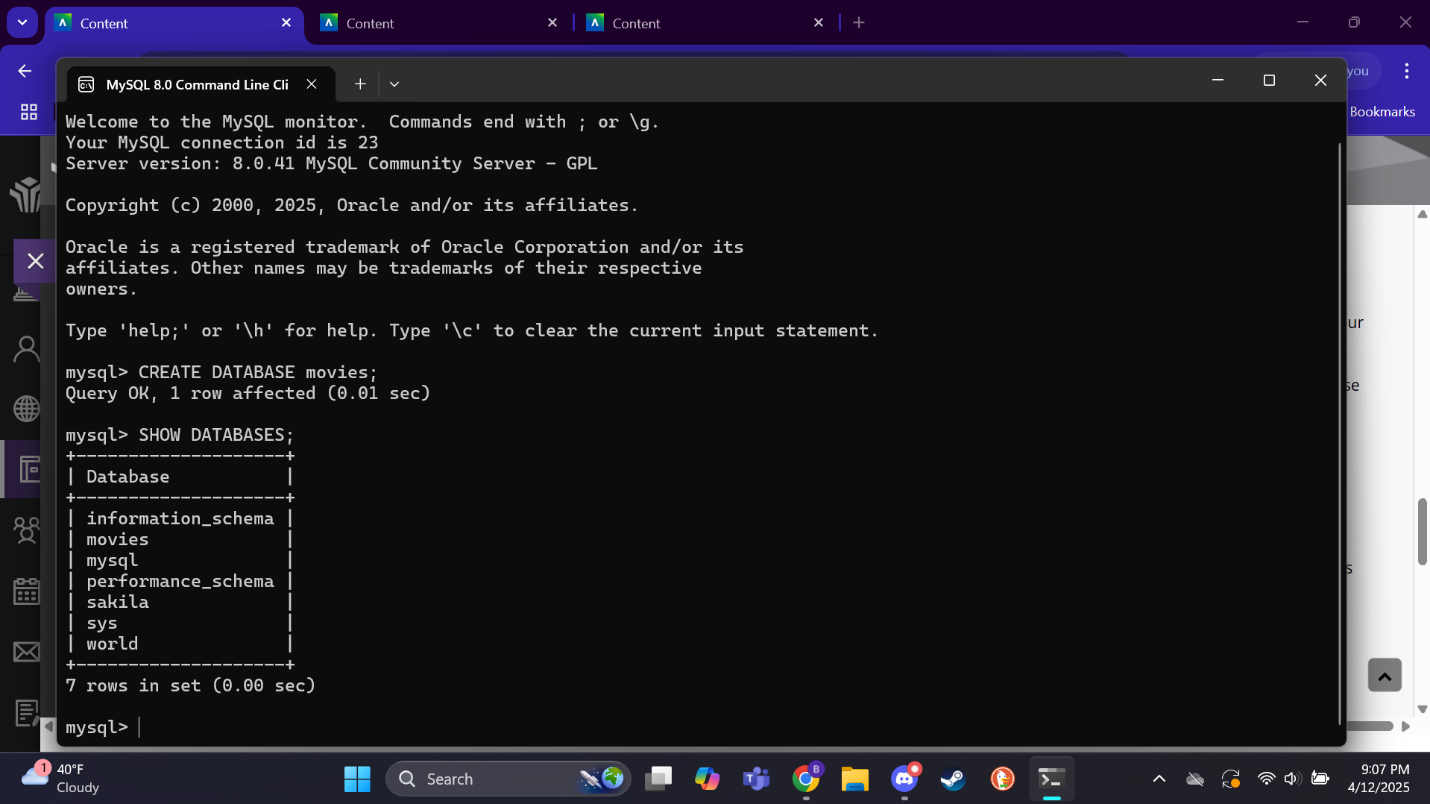 Content
Content
Content
you
Bookmarks
MySQL 8.0 Command Line Cli
Welcome to the MySQL monitor.  Commands end with ; or \g.
Your MySQL connection id is 23
Server version: 8.0.41 MySQL Community Server - GPL
Copyright (c) 2000, 2025, Oracle and/or its affiliates.
Oracle is a registered trademark of Oracle Corporation and/or its
affiliates. Other names may be trademarks of their respective
owners.
Type 'help;' or '\h' for help. Type '\c' to clear the current input statement.
mysql> CREATE DATABASE movies;
Query OK, 1 row affected (0.01 sec)
mysql> SHOW DATABASES;
+--------------------+
| Database           |
+--------------------+
| information_schema |
| movies             |
| mysql              |
| performance_schema |
| sakila             |
| sys                |
| world              |
+--------------------+
7 rows in set (0.00 sec)
mysql>
ur
se
s
1
40°F
Cloudy
Search
B
9:07 PM
4/12/2025